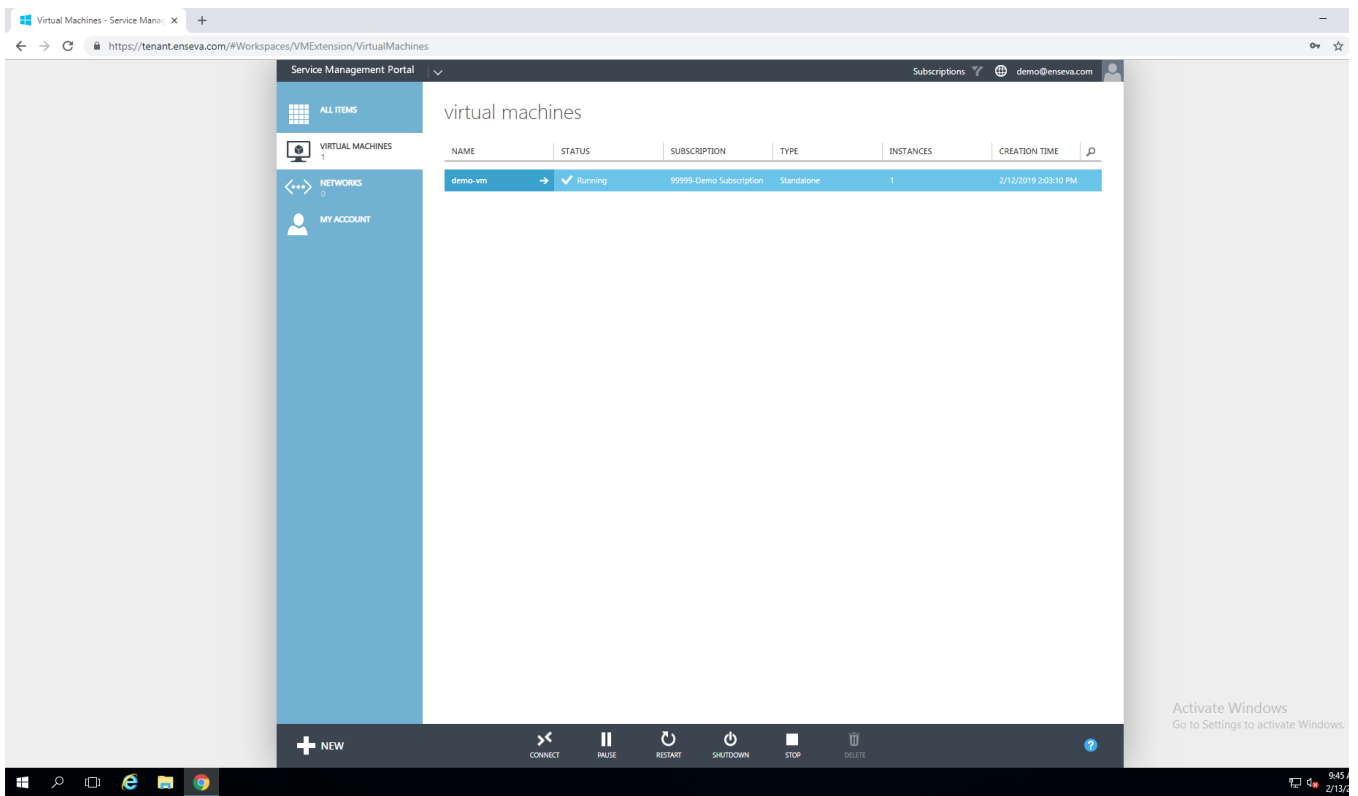 Virtual Machines - Service Manag
https://tenant.enseva.com/#Workspaces/VMExtension/VirtualMachines
Service Management Portal
Subscriptions
demo@enseva.com
ALL ITEMS
VIRTUAL MACHINES
1
NETWORKS
0
MY ACCOUNT
virtual machines
NAME STATUS SUBSCRIPTION TYPE INSTANCES CREATION TIME
demo-vm Running 99999-Demo Subscription Standalone 1 2/12/2019 2:03:10 PM
Activate Windows
Go to Settings to activate Windows.
NEW
CONNECT PAUSE RESTART SHUTDOWN STOP DELETE
?
9:45 A
2/13/2